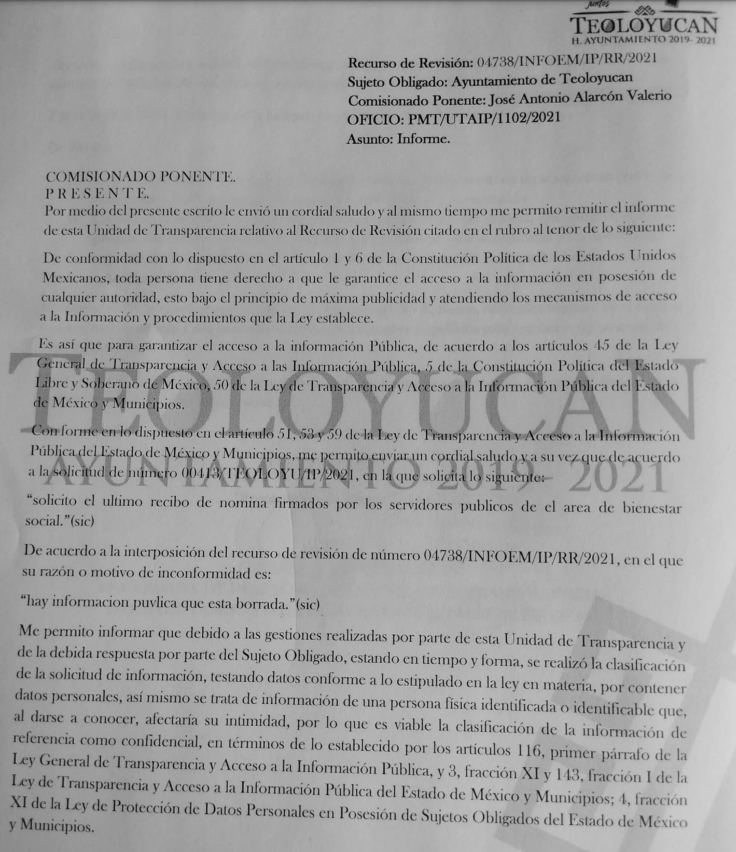 juntos
TEOLOYUCAN
H. AYUNTAMIENTO 2019- 2021
Recurso de Revisión: 04738/INFOEM/IP/RR/2021
Sujeto Obligado: Ayuntamiento de Teoloyucan
Comisionado Ponente: José Antonio Alarcón Valerio
OFICIO: PMT/UTAIP/1102/2021
Asunto: Informe.
COMISIONADO PONENTE.
P R E S E N T E.
Por medio del presente escrito le envió un cordial saludo y al mismo tiempo me permito remitir el informe
de esta Unidad de Transparencia relativo al Recurso de Revisión citado en el rubro al tenor de lo siguiente:
De conformidad con lo dispuesto en el artículo 1 y 6 de la Constitución Política de los Estados Unidos
Mexicanos, toda persona tiene derecho a que le garantice el acceso a la información en posesión de
cualquier autoridad, esto bajo el principio de máxima publicidad y atendiendo los mecanismos de acceso
a la Información y procedimientos que la Ley establece.
Es así que para garantizar el acceso a la información Pública, de acuerdo a los artículos 45 de la Ley
General de Transparencia y Acceso a las Información Pública, 5 de la Constitución Política del Estado
Libre y Soberano de México, 50 de la Ley de Transparencia y Acceso a la Información Pública del Estado
de México y Municipios.
TEOLOYUCAN
Con forme en lo dispuesto en el artículo 51, 53 y 59 de la Ley de Transparencia y Acceso a la Información
Pública del Estado de México y Municipios, me permito enviar un cordial saludo y a su vez que de acuerdo
a la solicitud de número 00413/TEOLOYU/IP/2021, en la que solicita lo siguiente:
AYUNTAMIENTO 2019- 2021
“solicito el ultimo recibo de nomina firmados por los servidores publicos de el area de bienestar
social.”(sic)
De acuerdo a la interposición del recurso de revisión de número 04738/INFOEM/IP/RR/2021, en el que
su razón o motivo de inconformidad es:
“hay informacion puvlica que esta borrada.”(sic)
Me permito informar que debido a las gestiones realizadas por parte de esta Unidad de Transparencia y
de la debida respuesta por parte del Sujeto Obligado, estando en tiempo y forma, se realizó la clasificación
de la solicitud de información, testando datos conforme a lo estipulado en la ley en materia, por contener
datos personales, así mismo se trata de información de una persona física identificada o identificable que,
al darse a conocer, afectaría su intimidad, por lo que es viable la clasificación de la información de
referencia como confidencial, en términos de lo establecido por los artículos 116, primer párrafo de la
Ley General de Transparencia y Acceso a la Información Pública, y 3, fracción XI y 143, fracción I de la
Ley de Transparencia y Acceso a la Información Pública del Estado de México y Municipios; 4, fracción
XI de la Ley de Protección de Datos Personales en Posesión de Sujetos Obligados del Estado de México
y Municipios.